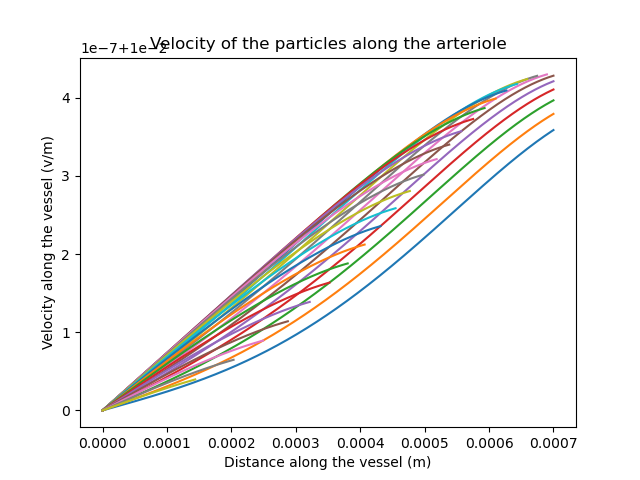 Velocity of the particles along the arteriole
1e−7+1e−2
4
3
2
1
0
Velocity along the vessel (v/m)
0.0000 0.0001 0.0002 0.0003 0.0004 0.0005 0.0006 0.0007
Distance along the vessel (m)